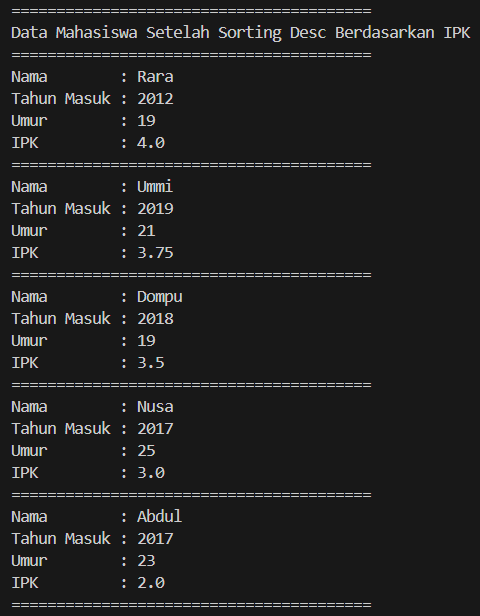 ========================================
Data Mahasiswa Setelah Sorting Desc Berdasarkan IPK
========================================
Nama        : Rara
Tahun Masuk : 2012
Umur        : 19
IPK         : 4.0
========================================
Nama        : Ummi
Tahun Masuk : 2019
Umur        : 21
IPK         : 3.75
========================================
Nama        : Dompu
Tahun Masuk : 2018
Umur        : 19
IPK         : 3.5
========================================
Nama        : Nusa
Tahun Masuk : 2017
Umur        : 25
IPK         : 3.0
========================================
Nama        : Abdul
Tahun Masuk : 2017
Umur        : 23
IPK         : 2.0
========================================